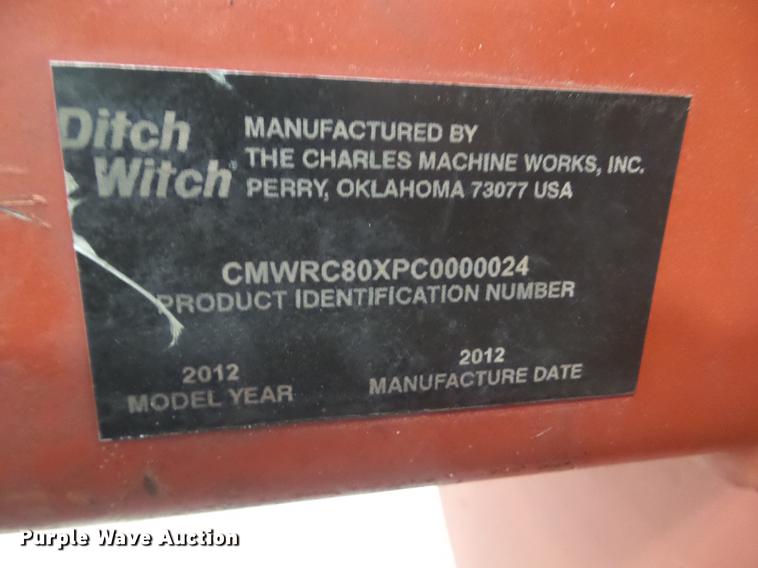 Ditch
Witch®
MANUFACTURED BY
THE CHARLES MACHINE WORKS, INC.
PERRY, OKLAHOMA 73077 USA
CMWRC80XPC0000024
PRODUCT IDENTIFICATION NUMBER
2012
MODEL YEAR
2012
MANUFACTURE DATE
Purple Wave Auction